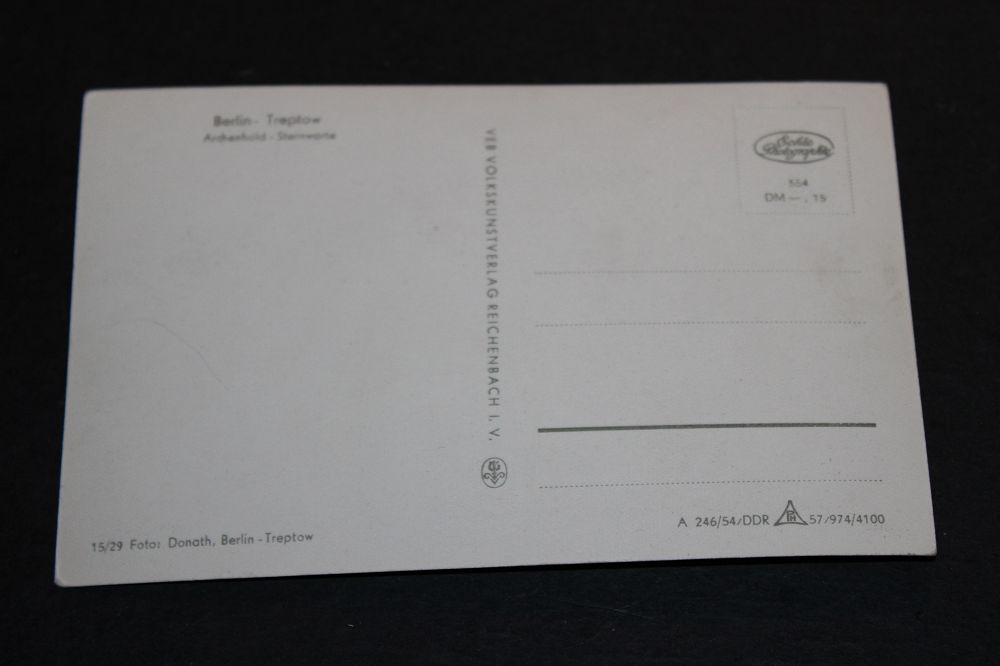 Berlin - Treptow
Archenhold - Sternwarte
VEB VOLKSKUNSTVERLAG REICHENBACH I. V.
Echte
Photographie
554
DM — , 15
15/29 Foto: Donath, Berlin - Treptow
A 246/54/DDR PH 57/974/4100